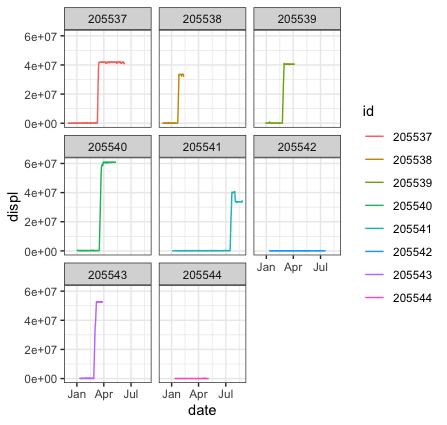 205537 205538 205539
6e+07
4e+07
2e+07
0e+00
205540 205541 205542
6e+07
4e+07
2e+07
0e+00
Jan Apr Jul
205543 205544
6e+07
4e+07
2e+07
0e+00
Jan Apr Jul Jan Apr Jul
date
displ
id
205537
205538
205539
205540
205541
205542
205543
205544